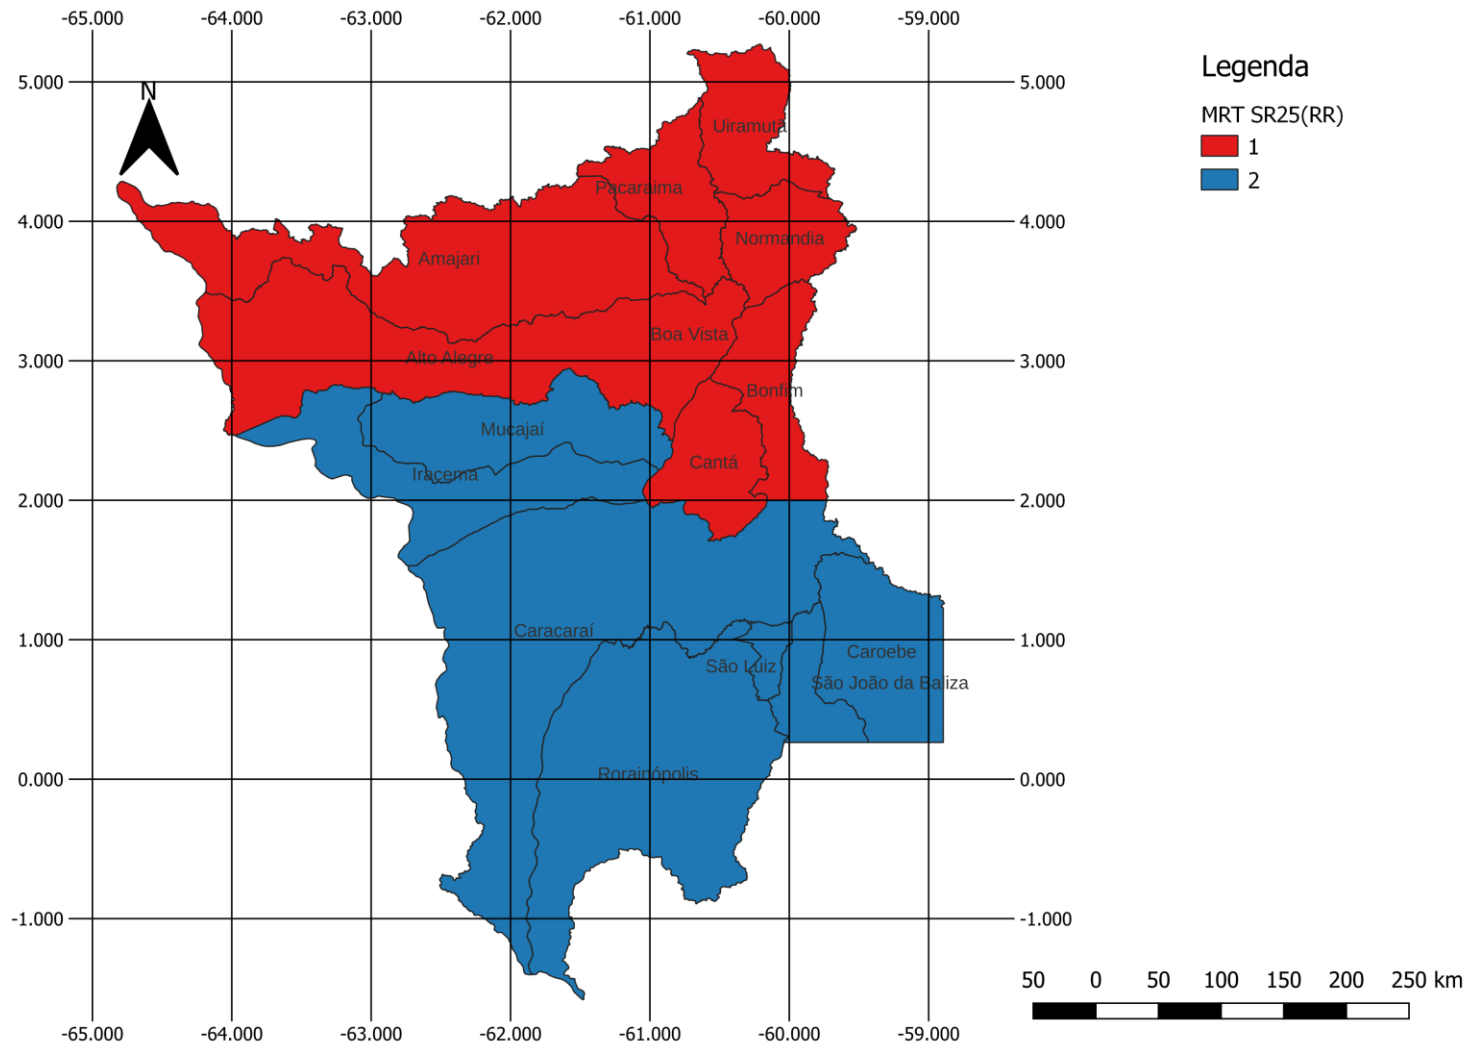 -65.000 -64.000 -63.000 -62.000 -61.000 -60.000 -59.000
Legenda
MRT SR25(RR)
1
2
N
5.000 5.000
Uiramutã
Pacaraima
4.000 4.000
Normandia
Amajari
Boa Vista
3.000 3.000
Alto Alegre
Bonfim
Mucajaí
Cantá
Iracema
2.000 2.000
Caracaraí
1.000 1.000
Caroebe
São Luiz
São João da Baliza
Rorainópolis
0.000 0.000
-1.000 -1.000
50 0 50 100 150 200 250 km
-65.000 -64.000 -63.000 -62.000 -61.000 -60.000 -59.000